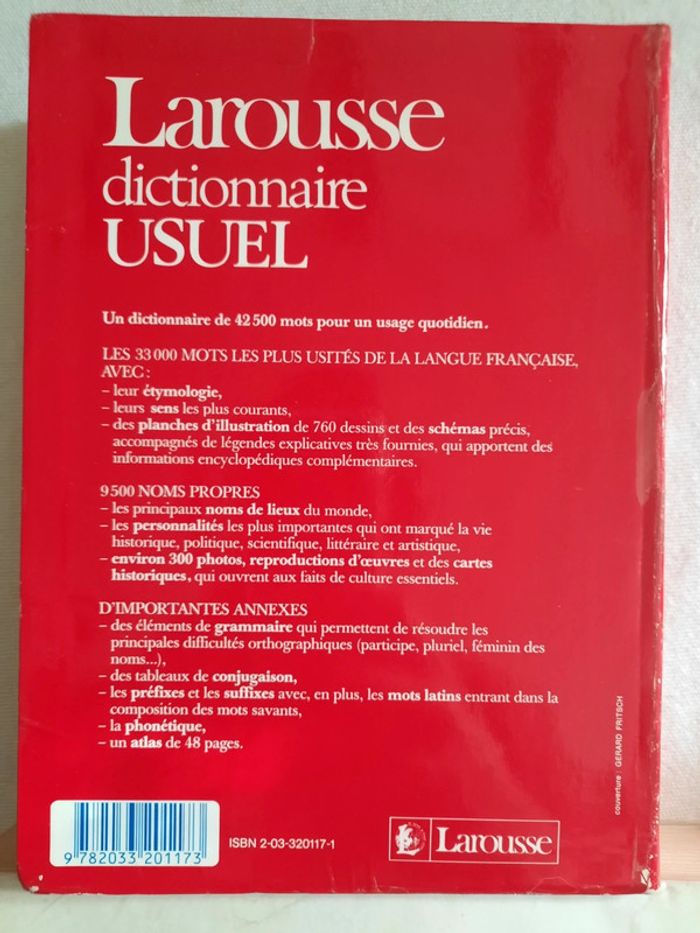 Larousse
dictionnaire
USUEL
Un dictionnaire de 42 500 mots pour un usage quotidien.
LES 33 000 MOTS LES PLUS USITÉS DE LA LANGUE FRANÇAISE,
AVEC :
– leur étymologie,
– leurs sens les plus courants,
– des planches d'illustration de 760 dessins et des schémas précis,
accompagnés de légendes explicatives très fournies, qui apportent des
informations encyclopédiques complémentaires.
9 500 NOMS PROPRES
– les principaux noms de lieux du monde,
– les personnalités les plus importantes qui ont marqué la vie
historique, politique, scientifique, littéraire et artistique,
– environ 300 photos, reproductions d'œuvres et des cartes
historiques, qui ouvrent aux faits de culture essentiels.
D'IMPORTANTES ANNEXES
– des éléments de grammaire qui permettent de résoudre les
principales difficultés orthographiques (participe, pluriel, féminin des
noms...),
– des tableaux de conjugaison,
– les préfixes et les suffixes avec, en plus, les mots latins entrant dans la
composition des mots savants,
– la phonétique,
– un atlas de 48 pages.
couverture : GÉRARD FRITSCH
9 782033 201173
ISBN 2-03-320117-1
Larousse